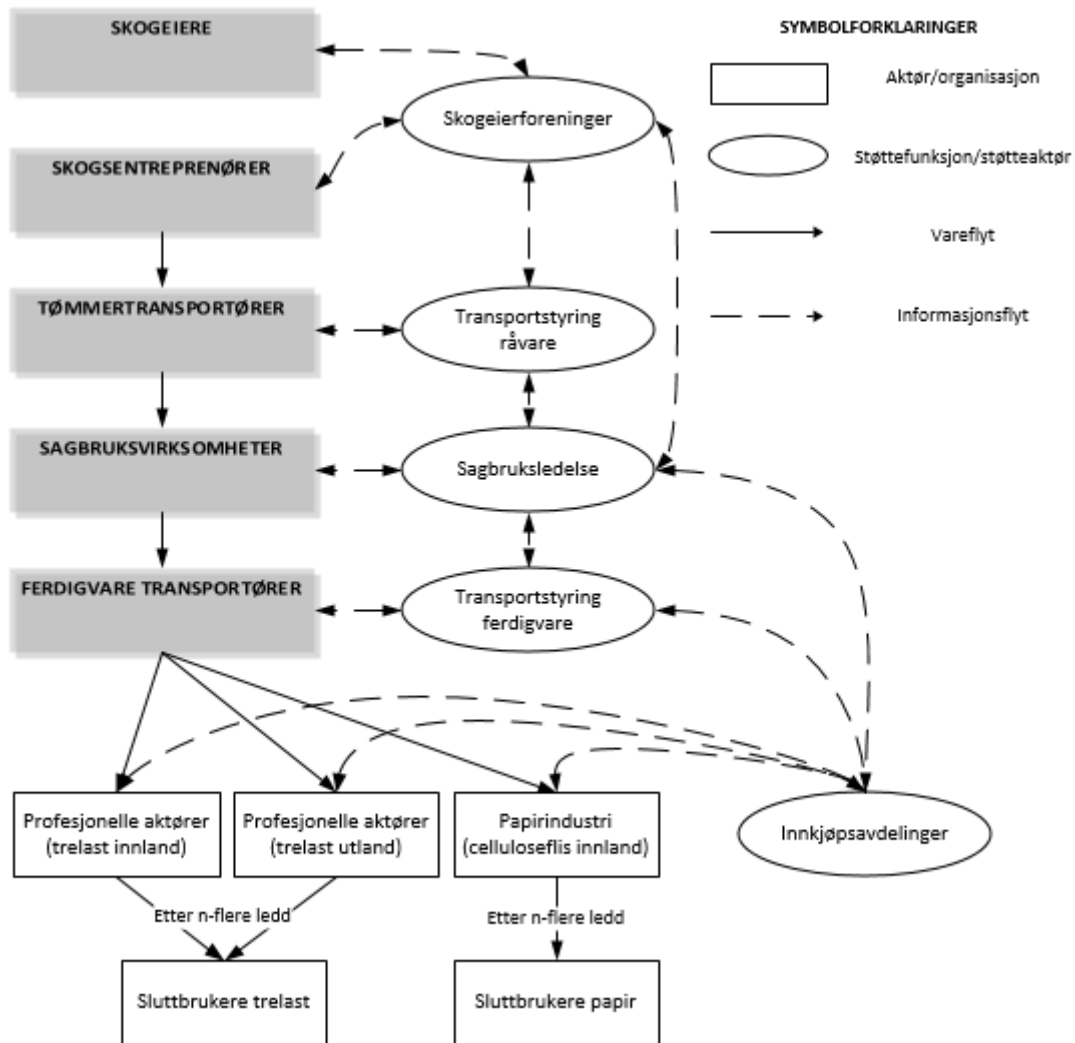 SKOGEIERE
SYMBOLFORKLARINGER
Aktør/organisasjon
Skogeierforeninger
Støttefunksjon/støtteaktør
SKOGSENTREPRENØRER
Vareflyt
TØMMERTRANSPORTØRER
Transportstyring
råvare
Informasjonsflyt
SAGBRUKSVIRKSOMHETER
Sagbruksledelse
FERDIGVARE TRANSPORTØRER
Transportstyring
ferdigvare
Profesjonelle aktører
(trelast innland)
Profesjonelle aktører
(trelast utland)
Papirindustri
(celluloseflis innland)
Innkjøpsavdelinger
Etter n-flere ledd
Etter n-flere ledd
Sluttbrukere trelast
Sluttbrukere papir